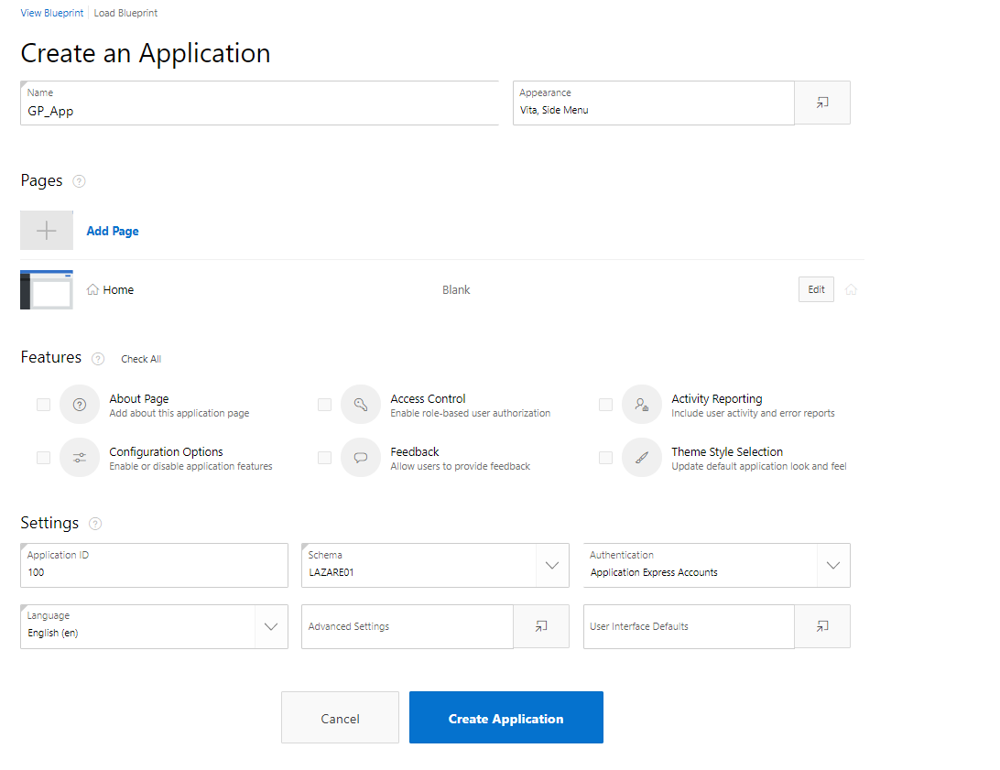 View Blueprint Load Blueprint
Create an Application
Name
GP_App
Appearance
Vita, Side Menu
Pages ?
Add Page
Home Blank Edit
Features ? Check All
About Page
Add about this application page
Access Control
Enable role-based user authorization
Activity Reporting
Include user activity and error reports
Configuration Options
Enable or disable application features
Feedback
Allow users to provide feedback
Theme Style Selection
Update default application look and feel
Settings ?
Application ID
100
Schema
LAZARE01
Authentication
Application Express Accounts
Language
English (en)
Advanced Settings
User Interface Defaults
Cancel Create Application